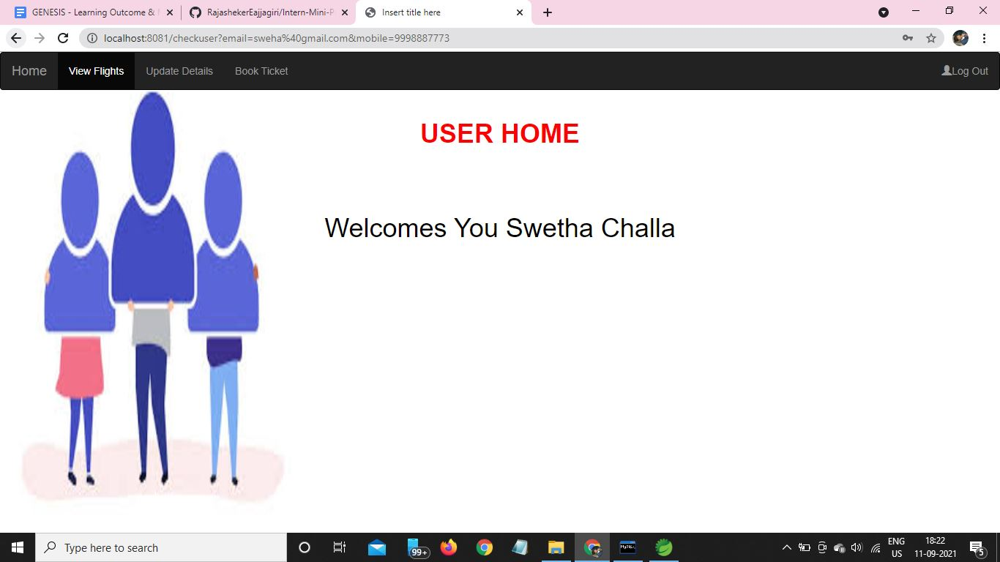 GENESIS - Learning Outcome &
RajashekerEajjagiri/Intern-Mini-P
Insert title here
localhost:8081/checkuser?email=sweha%40gmail.com&mobile=9998887773
Home
View Flights
Update Details
Book Ticket
Log Out
USER HOME
Welcomes You Swetha Challa
Type here to search
99+
MySQL
ENG
US
18:22
11-09-2021
5